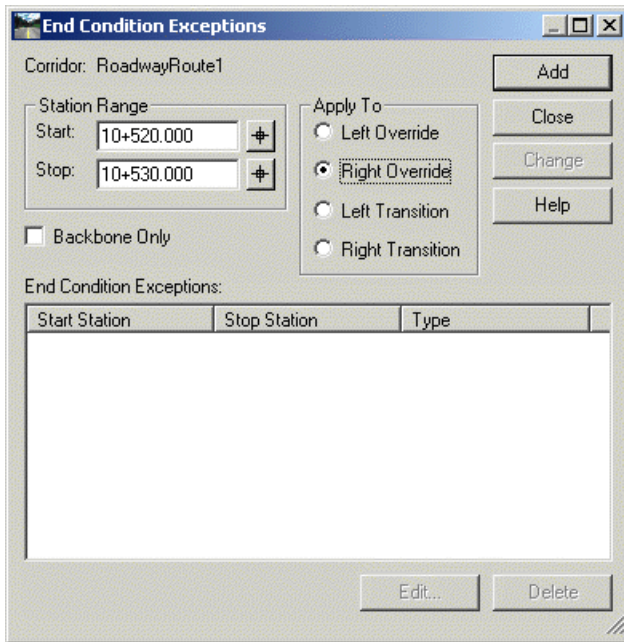 End Condition Exceptions
Corridor: RoadwayRoute1
Add
Station Range
Start: 10+520.000
Stop: 10+530.000
Apply To
Left Override
Right Override
Left Transition
Right Transition
Close
Change
Help
Backbone Only
End Condition Exceptions:
Start Station Stop Station Type
Edit... Delete